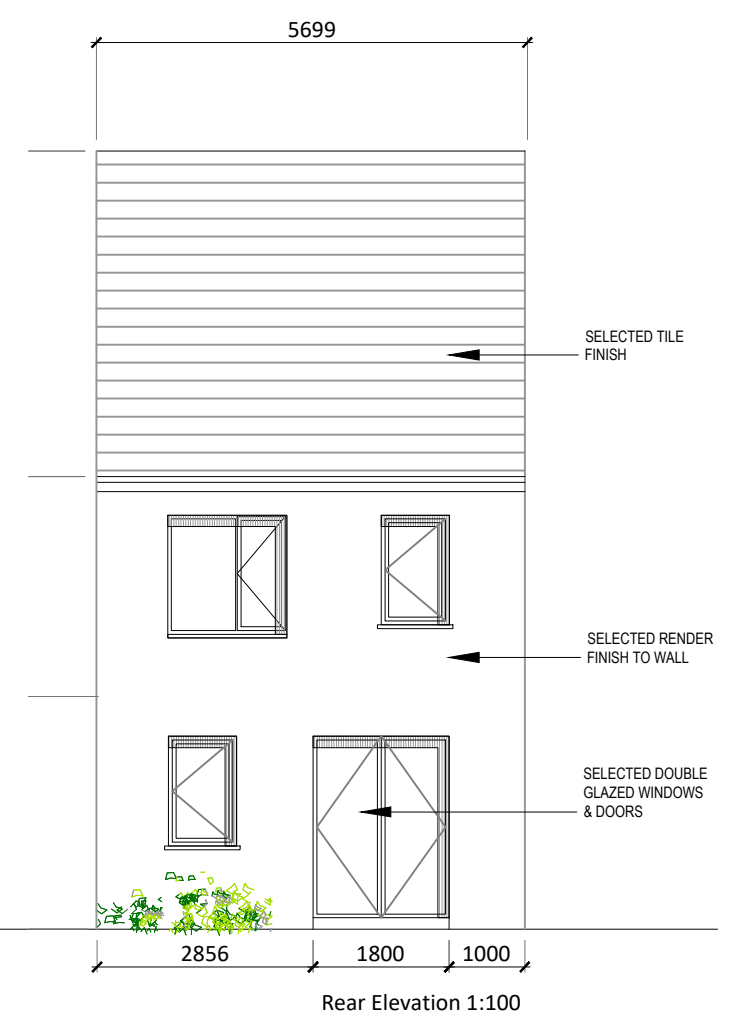 5699
SELECTED TILE
FINISH
SELECTED RENDER
FINISH TO WALL
SELECTED DOUBLE
GLAZED WINDOWS
& DOORS
2856
1800
1000
Rear Elevation 1:100